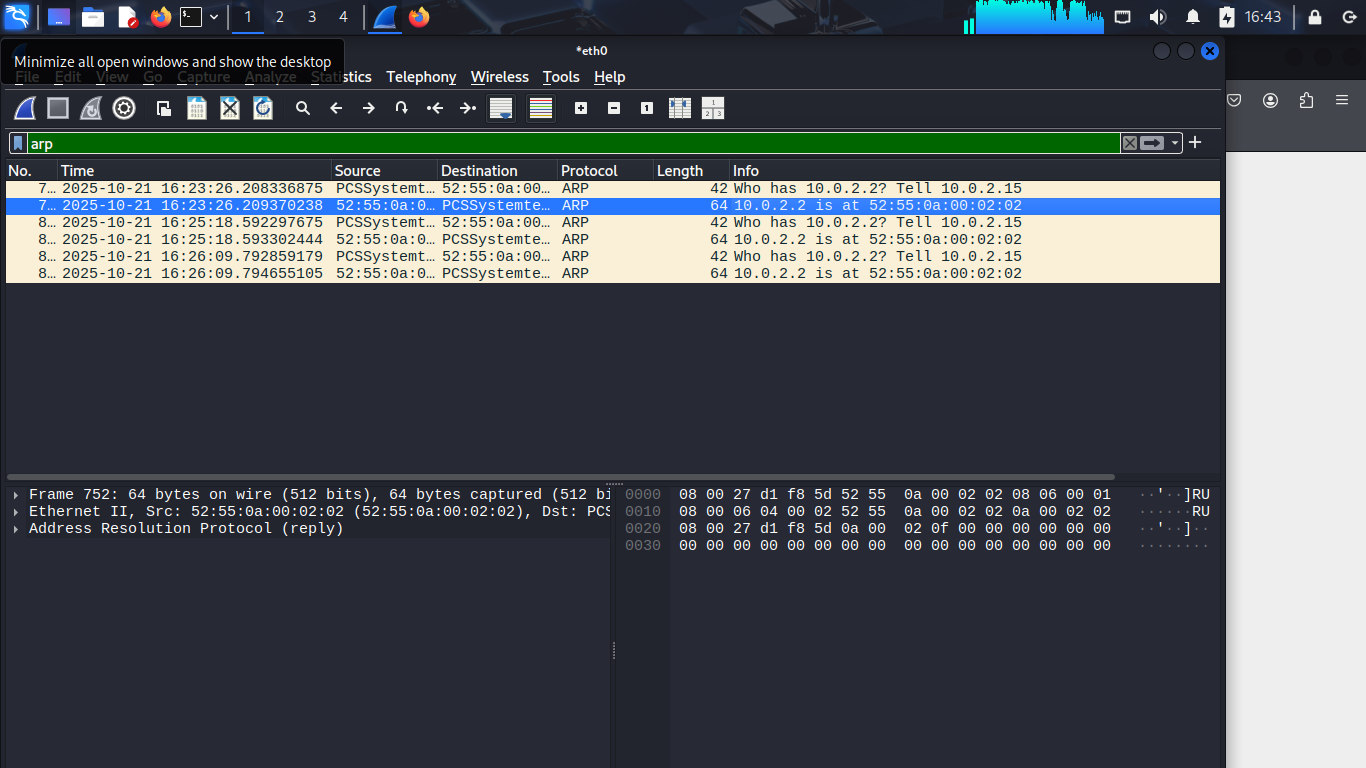 1 2 3 4 16:43
*eth0
Minimize all open windows and show the desktop
File Edit View Go Capture Analyze Statistics Telephony Wireless Tools Help
arp
No. Time Source Destination Protocol Length Info
7… 2025-10-21 16:23:26.208336875 PCSSystemt… 52:55:0a:00… ARP 42 Who has 10.0.2.2? Tell 10.0.2.15
7… 2025-10-21 16:23:26.209370238 52:55:0a:0… PCSSystemte… ARP 64 10.0.2.2 is at 52:55:0a:00:02:02
8… 2025-10-21 16:25:18.592297675 PCSSystemt… 52:55:0a:00… ARP 42 Who has 10.0.2.2? Tell 10.0.2.15
8… 2025-10-21 16:25:18.593302444 52:55:0a:0… PCSSystemte… ARP 64 10.0.2.2 is at 52:55:0a:00:02:02
8… 2025-10-21 16:26:09.792859179 PCSSystemt… 52:55:0a:00… ARP 42 Who has 10.0.2.2? Tell 10.0.2.15
8… 2025-10-21 16:26:09.794655105 52:55:0a:0… PCSSystemte… ARP 64 10.0.2.2 is at 52:55:0a:00:02:02
Frame 752: 64 bytes on wire (512 bits), 64 bytes captured (512 bi
Ethernet II, Src: 52:55:0a:00:02:02 (52:55:0a:00:02:02), Dst: PCS
Address Resolution Protocol (reply)
0000 08 00 27 d1 f8 5d 52 55 0a 00 02 02 08 06 00 01 ··'··]RU
0010 08 00 06 04 00 02 52 55 0a 00 02 02 0a 00 02 02 ······RU
0020 08 00 27 d1 f8 5d 0a 00 02 0f 00 00 00 00 00 00 ··'··]··
0030 00 00 00 00 00 00 00 00 00 00 00 00 00 00 00 00 ········